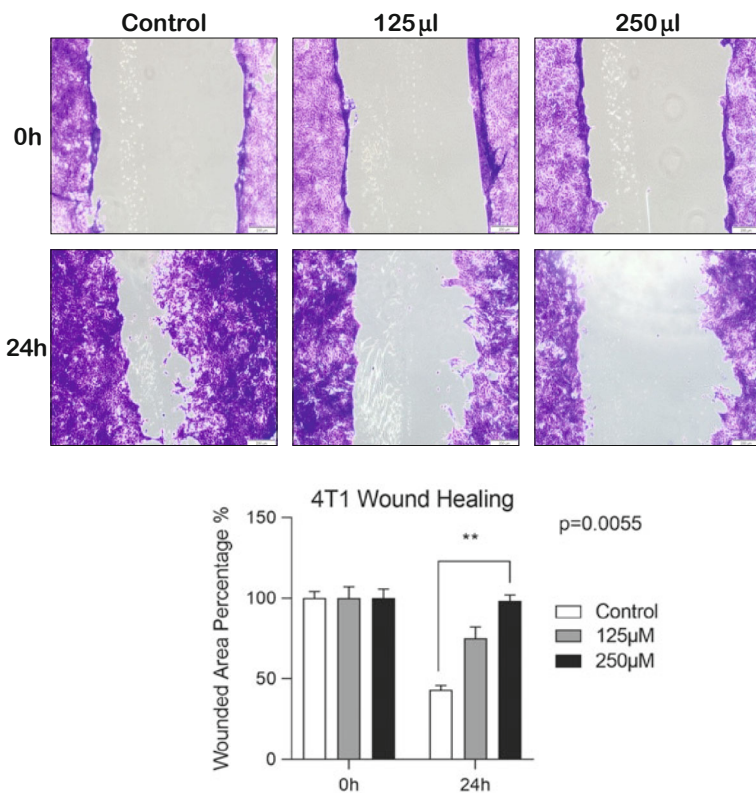 Control 125µl 250µl
0h
24h
4T1 Wound Healing
p=0.0055
Wounded Area Percentage %
150
100
50
0
**
0h 24h
Control
125µM
250µM